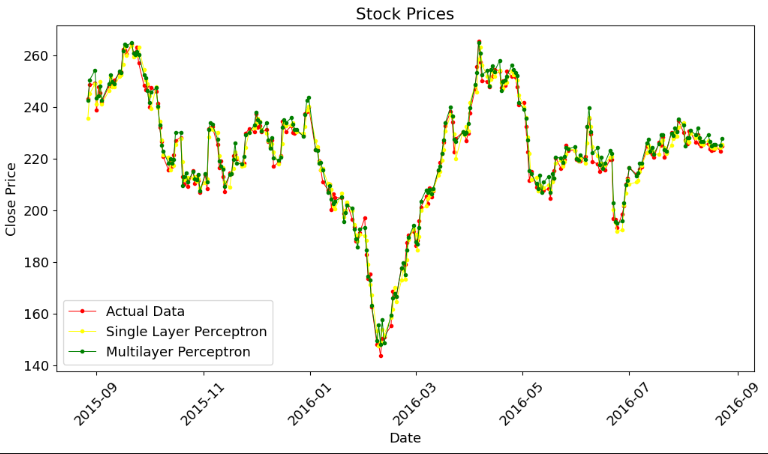 Stock Prices
Close Price
260
240
220
200
180
160
140
Actual Data
Single Layer Perceptron
Multilayer Perceptron
2015-09
2015-11
2016-01
2016-03
2016-05
2016-07
2016-09
Date